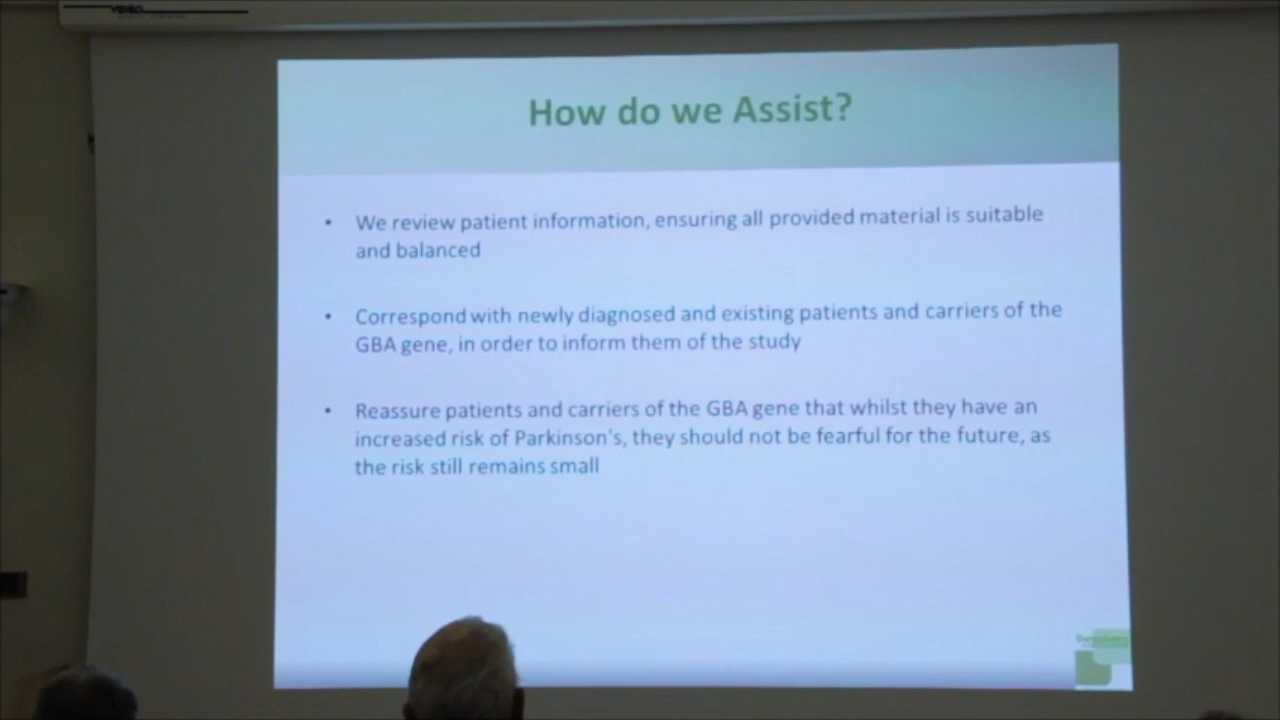 How do we Assist?
• We review patient information, ensuring all provided material is suitable
and balanced
• Correspond with newly diagnosed and existing patients and carriers of the
GBA gene, in order to inform them of the study
• Reassure patients and carriers of the GBA gene that whilst they have an
increased risk of Parkinson's, they should not be fearful for the future, as
the risk still remains small